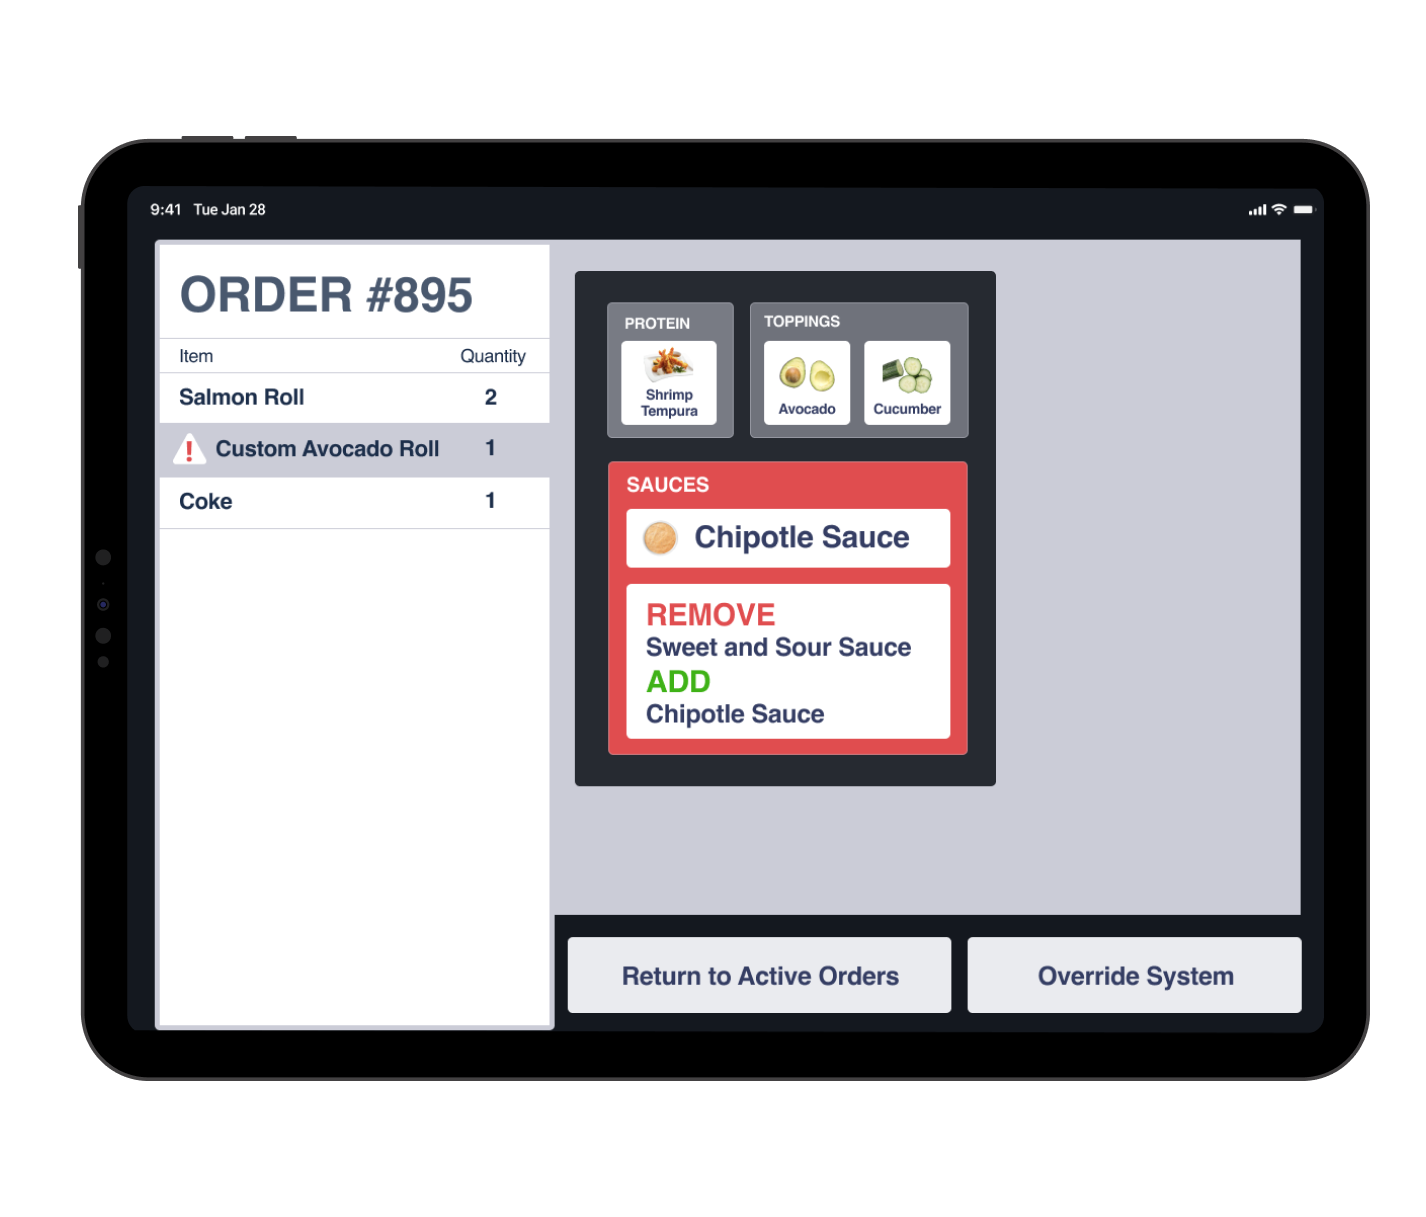 9:41 Tue Jan 28
ORDER #895
Item Quantity
Salmon Roll 2
Custom Avocado Roll 1
Coke 1
PROTEIN
Shrimp
Tempura
TOPPINGS
Avocado
Cucumber
SAUCES
Chipotle Sauce
REMOVE
Sweet and Sour Sauce
ADD
Chipotle Sauce
Return to Active Orders
Override System